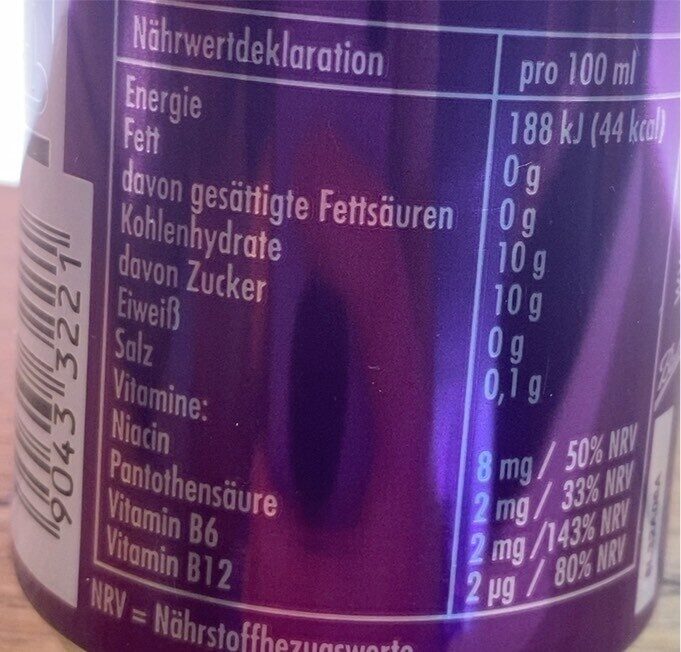 Nährwertdeklaration pro 100 ml
Energie 188 kJ (44 kcal)
Fett 0 g
davon gesättigte Fettsäuren 0 g
Kohlenhydrate 10 g
davon Zucker 10 g
Eiweiß 0 g
Salz 0,1 g
Vitamine:
Niacin 8 mg / 50% NRV
Pantothensäure 2 mg / 33% NRV
Vitamin B6 2 mg /143% NRV
Vitamin B12 2 µg / 80% NRV
NRV = Nährstoffbezugswerte
9043 3221